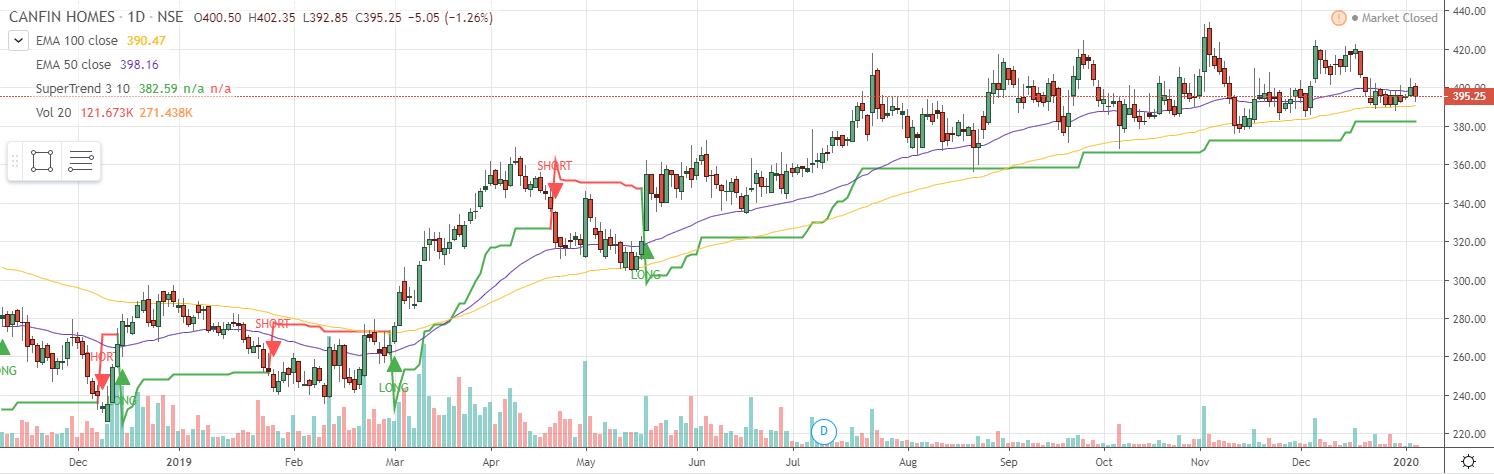 CANFIN HOMES · 1D · NSE O400.50 H402.35 L392.85 C395.25 −5.05 (−1.26%)
Market Closed
EMA 100 close 390.47
EMA 50 close 398.16
SuperTrend 3 10 382.59 n/a n/a
Vol 20 121.673K 271.438K
440.00
420.00
400.00
395.25
380.00
360.00
340.00
320.00
300.00
280.00
260.00
240.00
220.00
SHORT
LONG
SHORT
SHORT
LONG
LONG
D
Dec 2019 Feb Mar Apr May Jun Jul Aug Sep Oct Nov Dec 2020